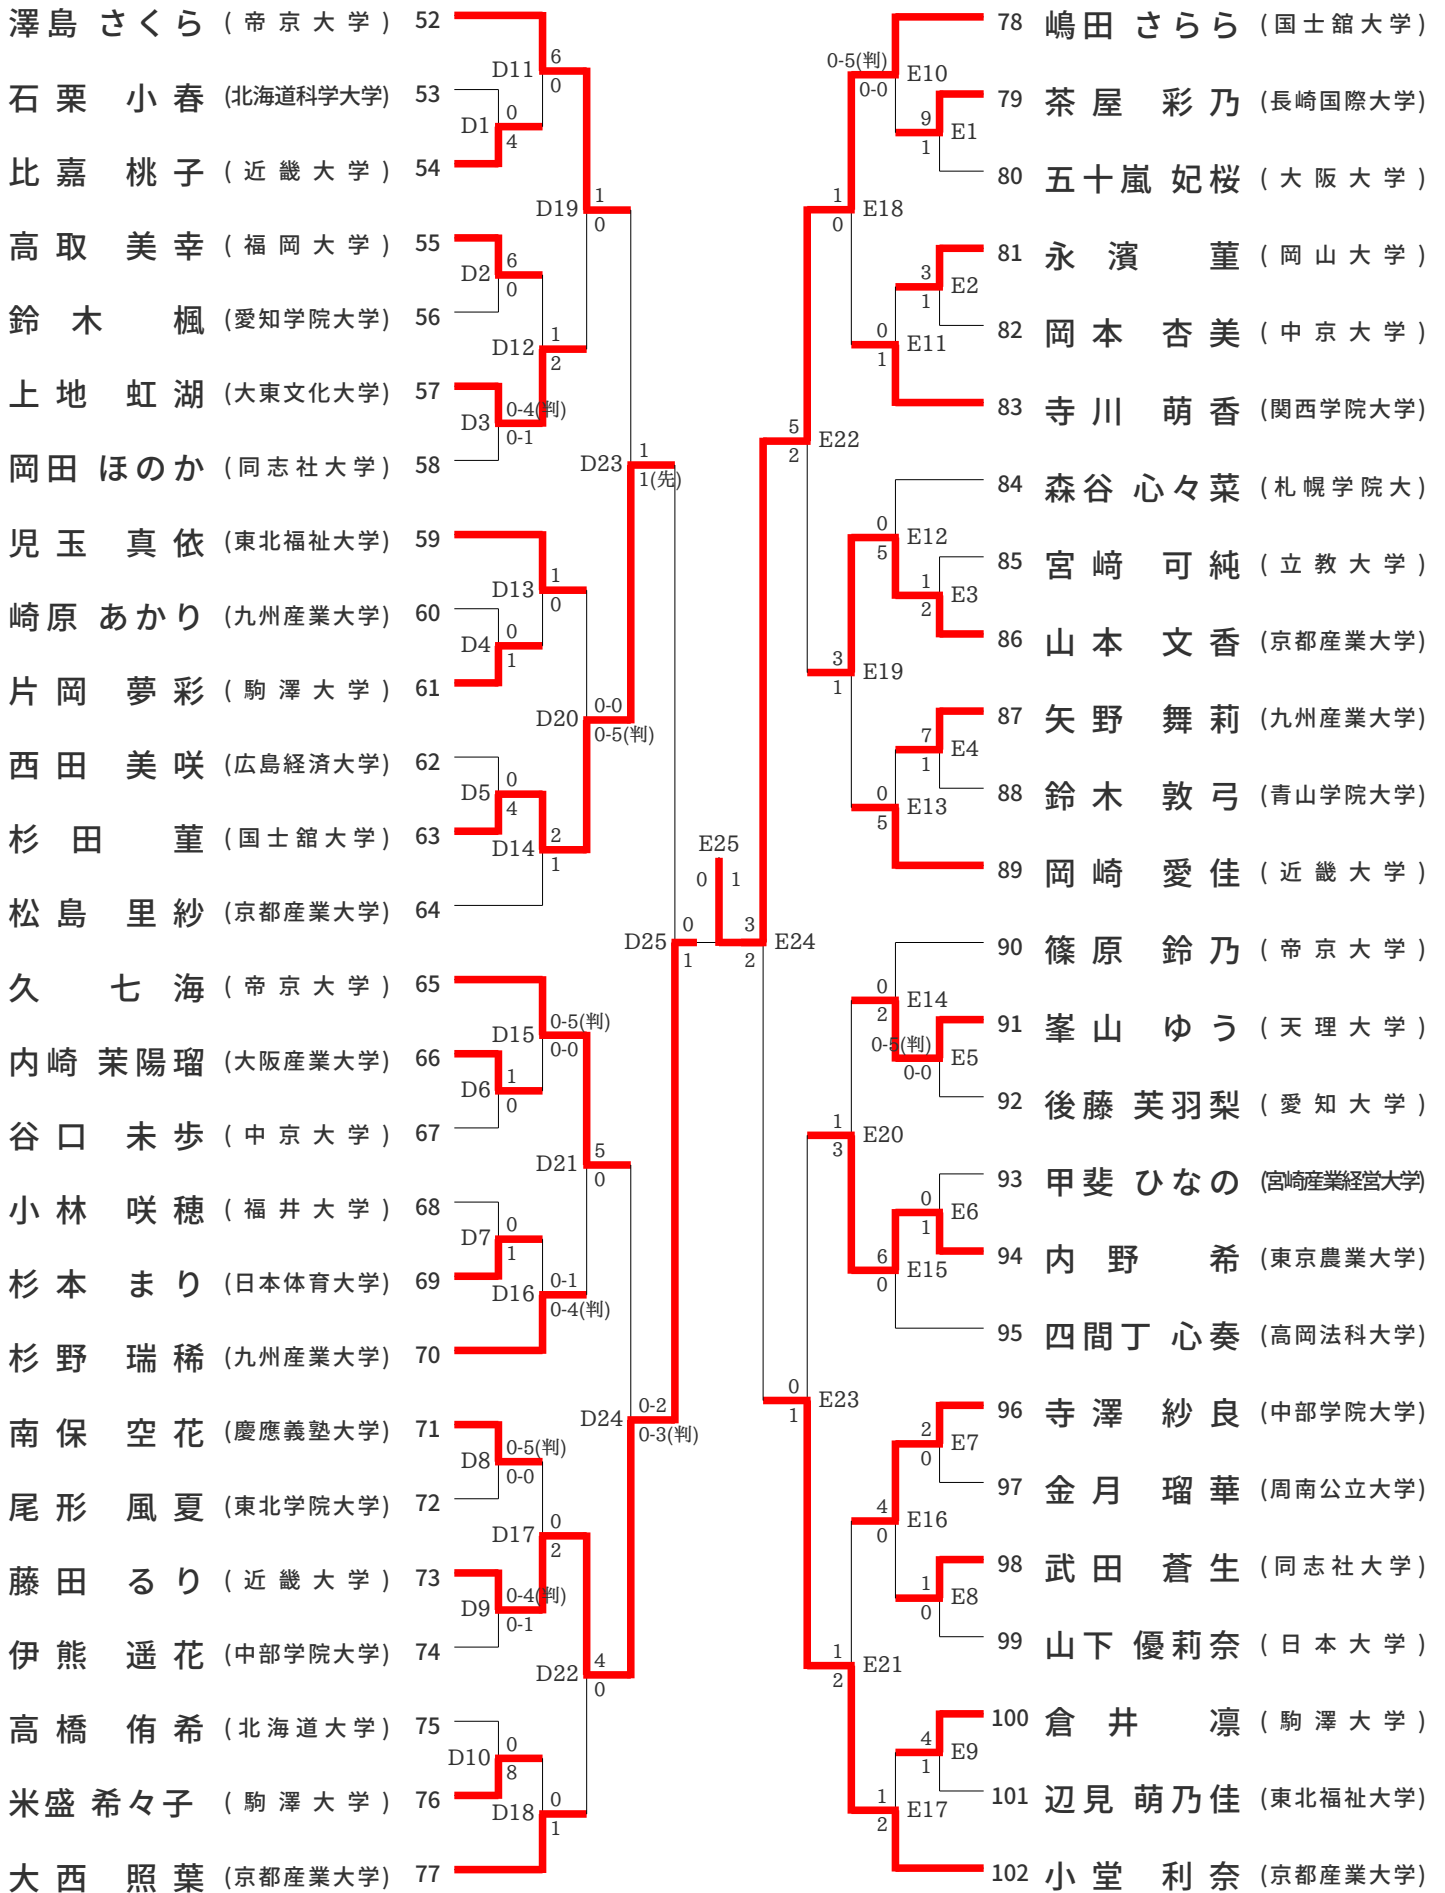 澤島 さくら (帝京大学) 52
石栗 小春 (北海道科学大学) 53
比嘉 桃子 (近畿大学) 54
高取 美幸 (福岡大学) 55
鈴木 楓 (愛知学院大学) 56
上地 虹湖 (大東文化大学) 57
岡田 ほのか (同志社大学) 58
児玉 真依 (東北福祉大学) 59
崎原 あかり (九州産業大学) 60
片岡 夢彩 (駒澤大学) 61
西田 美咲 (広島経済大学) 62
杉田 菫 (国士舘大学) 63
松島 里紗 (京都産業大学) 64
久 七海 (帝京大学) 65
内崎 茉陽瑠 (大阪産業大学) 66
谷口 未歩 (中京大学) 67
小林 咲穂 (福井大学) 68
杉本 まり (日本体育大学) 69
杉野 瑞稀 (九州産業大学) 70
南保 空花 (慶應義塾大学) 71
尾形 風夏 (東北学院大学) 72
藤田 るり (近畿大学) 73
伊熊 遥花 (中部学院大学) 74
高橋 侑希 (北海道大学) 75
米盛 希々子 (駒澤大学) 76
大西 照葉 (京都産業大学) 77
D11 6 0
D1 0 4
D19 1 0
D2 6 0
D12 1 2
D3 0-4(判) 0-1
D23 1 1(先)
D13 1 0
D4 0 1
D20 0-0 0-5(判)
D5 0 4
D14 2 1
D25 0 1
D15 0-5(判) 0-0
D6 1 0
D21 5 0
D7 0 1
D16 0-1 0-4(判)
D24 0-2 0-3(判)
D8 0-5(判) 0-0
D17 0 2
D9 0-4(判) 0-1
D22 4 0
D10 0 8
D18 0 1
E25 0 1
0-5(判) 0-0 E10
9 1 E1
1 0 E18
3 1 E2
0 1 E11
5 2 E22
0 5 E12
1 2 E3
3 1 E19
7 1 E4
0 5 E13
3 2 E24
0 2 E14
0-5(判) 0-0 E5
1 3 E20
0 1 E6
6 0 E15
0 1 E23
2 0 E7
4 0 E16
1 0 E8
1 2 E21
4 1 E9
1 2 E17
78 嶋田 さらら (国士舘大学)
79 茶屋 彩乃 (長崎国際大学)
80 五十嵐 妃桜 (大阪大学)
81 永濱 菫 (岡山大学)
82 岡本 杏美 (中京大学)
83 寺川 萌香 (関西学院大学)
84 森谷 心々菜 (札幌学院大)
85 宮﨑 可純 (立教大学)
86 山本 文香 (京都産業大学)
87 矢野 舞莉 (九州産業大学)
88 鈴木 敦弓 (青山学院大学)
89 岡崎 愛佳 (近畿大学)
90 篠原 鈴乃 (帝京大学)
91 峯山 ゆう (天理大学)
92 後藤 芙羽梨 (愛知大学)
93 甲斐 ひなの (宮崎産業経営大学)
94 内野 希 (東京農業大学)
95 四間丁 心奏 (高岡法科大学)
96 寺澤 紗良 (中部学院大学)
97 金月 瑠華 (周南公立大学)
98 武田 蒼生 (同志社大学)
99 山下 優莉奈 (日本大学)
100 倉井 凛 (駒澤大学)
101 辺見 萌乃佳 (東北福祉大学)
102 小堂 利奈 (京都産業大学)